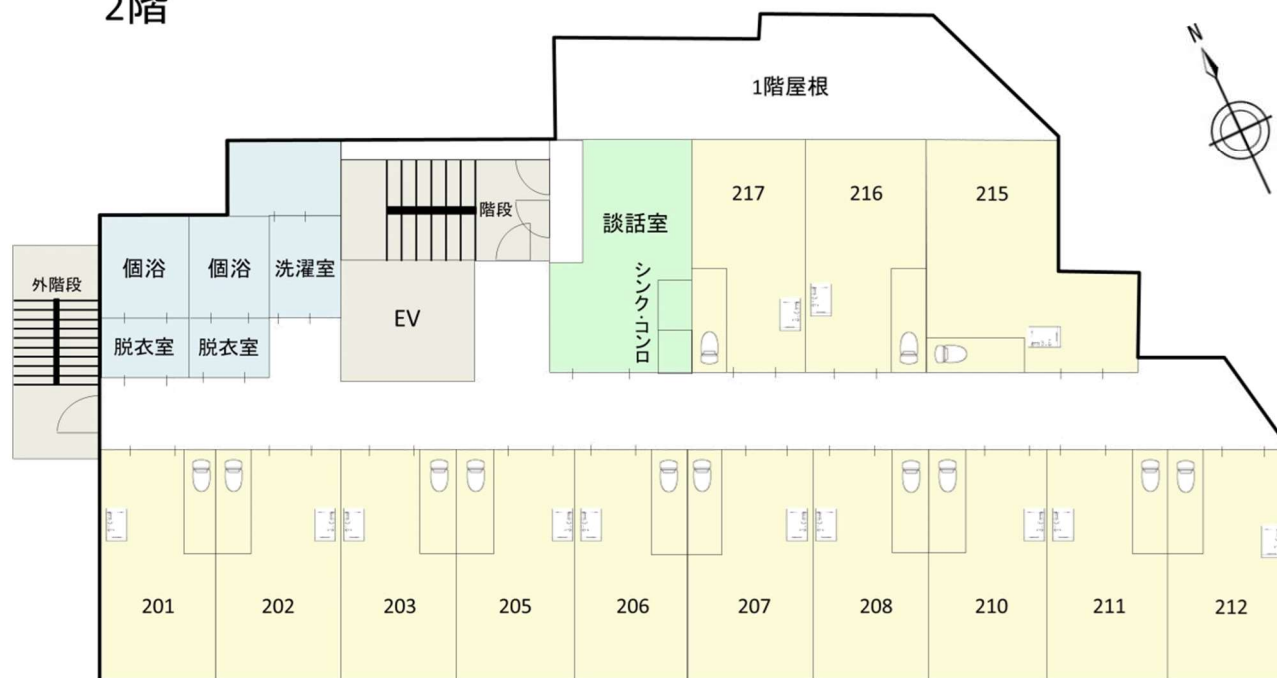 2階
N
1階屋根
217
216
215
階段
談話室
シンク・コンロ
個浴
個浴
洗濯室
外階段
EV
脱衣室
脱衣室
201
202
203
205
206
207
208
210
211
212